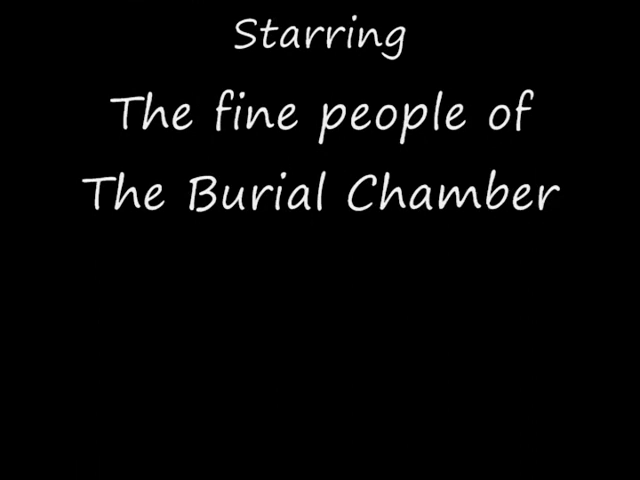 Starring
The fine people of
The Burial Chamber